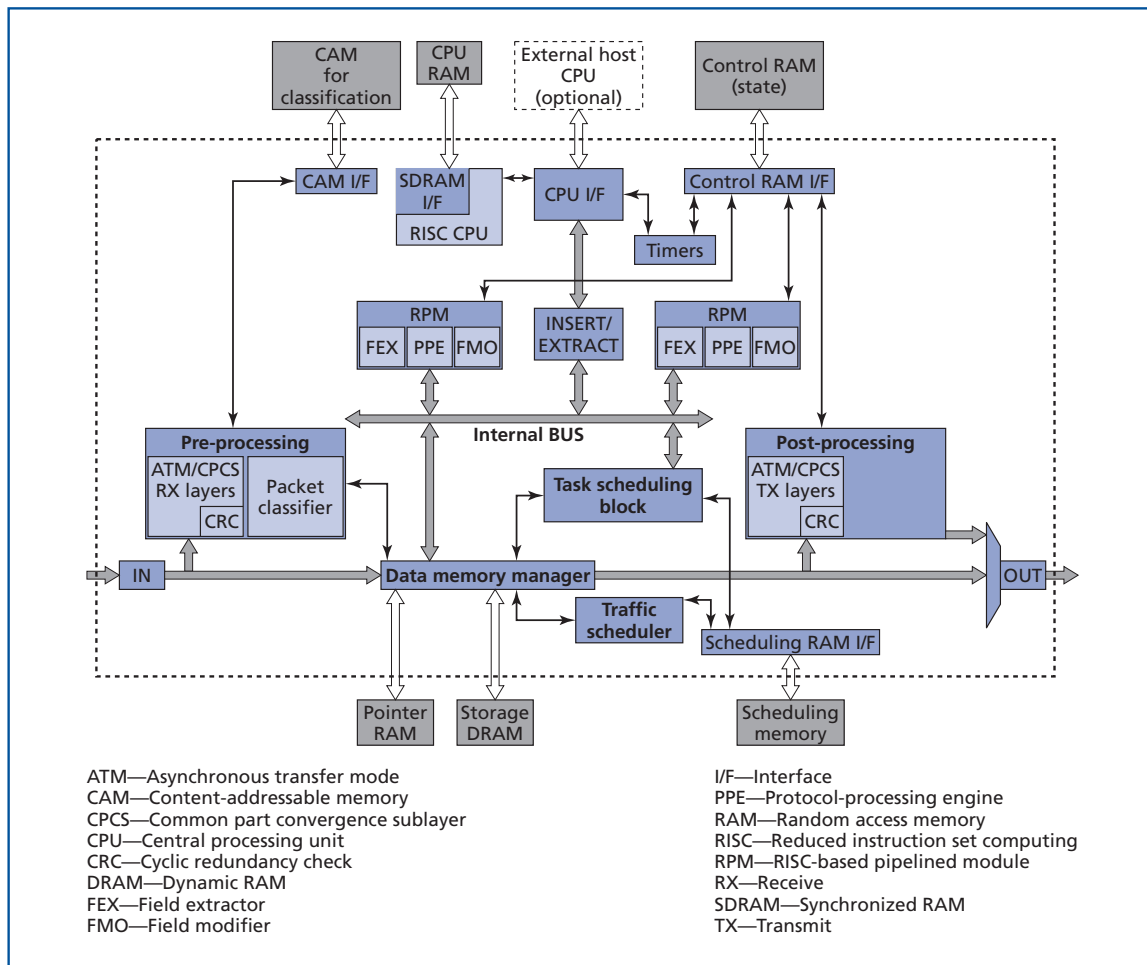 CAM
for
classification
CPU
RAM
External host
CPU
(optional)
Control RAM
(state)
CAM I/F
SDRAM
I/F
RISC CPU
CPU I/F
Control RAM I/F
Timers
RPM
FEX PPE FMO
INSERT/
EXTRACT
RPM
FEX PPE FMO
Internal BUS
Pre-processing
ATM/CPCS
RX layers
CRC
Packet
classifier
Task scheduling
block
Post-processing
ATM/CPCS
TX layers
CRC
IN
Data memory manager
OUT
Traffic
scheduler
Scheduling RAM I/F
Pointer
RAM
Storage
DRAM
Scheduling
memory
ATM—Asynchronous transfer mode
CAM—Content-addressable memory
CPCS—Common part convergence sublayer
CPU—Central processing unit
CRC—Cyclic redundancy check
DRAM—Dynamic RAM
FEX—Field extractor
FMO—Field modifier
I/F—Interface
PPE—Protocol-processing engine
RAM—Random access memory
RISC—Reduced instruction set computing
RPM—RISC-based pipelined module
RX—Receive
SDRAM—Synchronized RAM
TX—Transmit